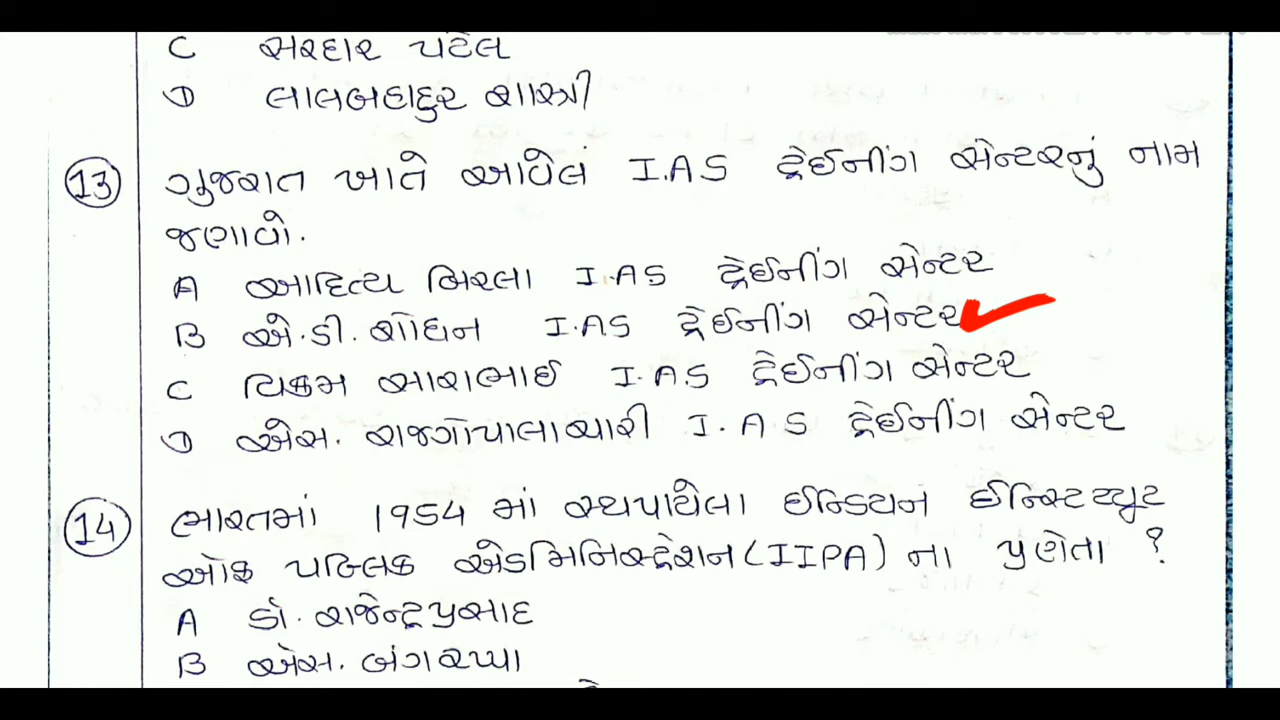 C સરદાર પટેલ
D લાલબહાદુર શાસ્ત્રી
13 ગુજરાત ખાતે આવેલં I.A.S ટ્રેઈનીંગ સેન્ટરનું નામ
જણાવો.
A આદિત્ય બિરલા I.A.S ટ્રેઈનીંગ સેન્ટર
B એ.ડી. શોધન I.AS ટ્રેઈનીંગ સેન્ટર
C વિક્રમ સારાભાઈ I.A.S ટ્રેઈનીંગ સેન્ટર
D એસ. રાજગોપાલાચારી I.A S ટ્રેઈનીંગ સેન્ટર
14 ભારતમાં 1954 માં સ્થપાયેલા ઈન્ડિયન ઈન્સ્ટિટ્યુટ
ઓફ પબ્લિક એડમિનિસ્ટ્રેશન (IIPA) ના પ્રણેતા ?
A ડો. રાજેન્દ્રપ્રસાદ
B એસ. બંગરપ્પા